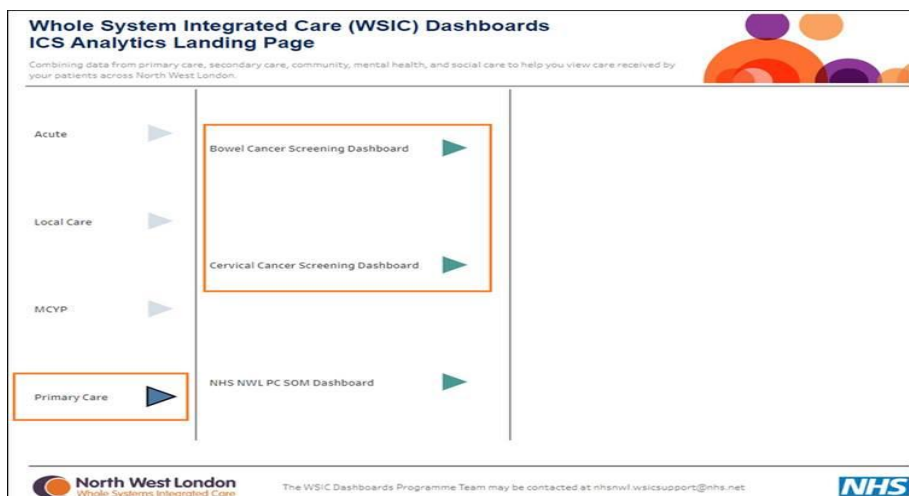 Whole System Integrated Care (WSIC) Dashboards
ICS Analytics Landing Page
Combining data from primary care, secondary care, community, mental health, and social care to help you view care received by
your patients across North West London.
Acute
Bowel Cancer Screening Dashboard
Local Care
Cervical Cancer Screening Dashboard
MCYP
NHS NWL PC SOM Dashboard
Primary Care
North West London
Whole Systems Integrated Care
The WSIC Dashboards Programme Team may be contacted at nhsnwl.wsicsupport@nhs.net
NHS